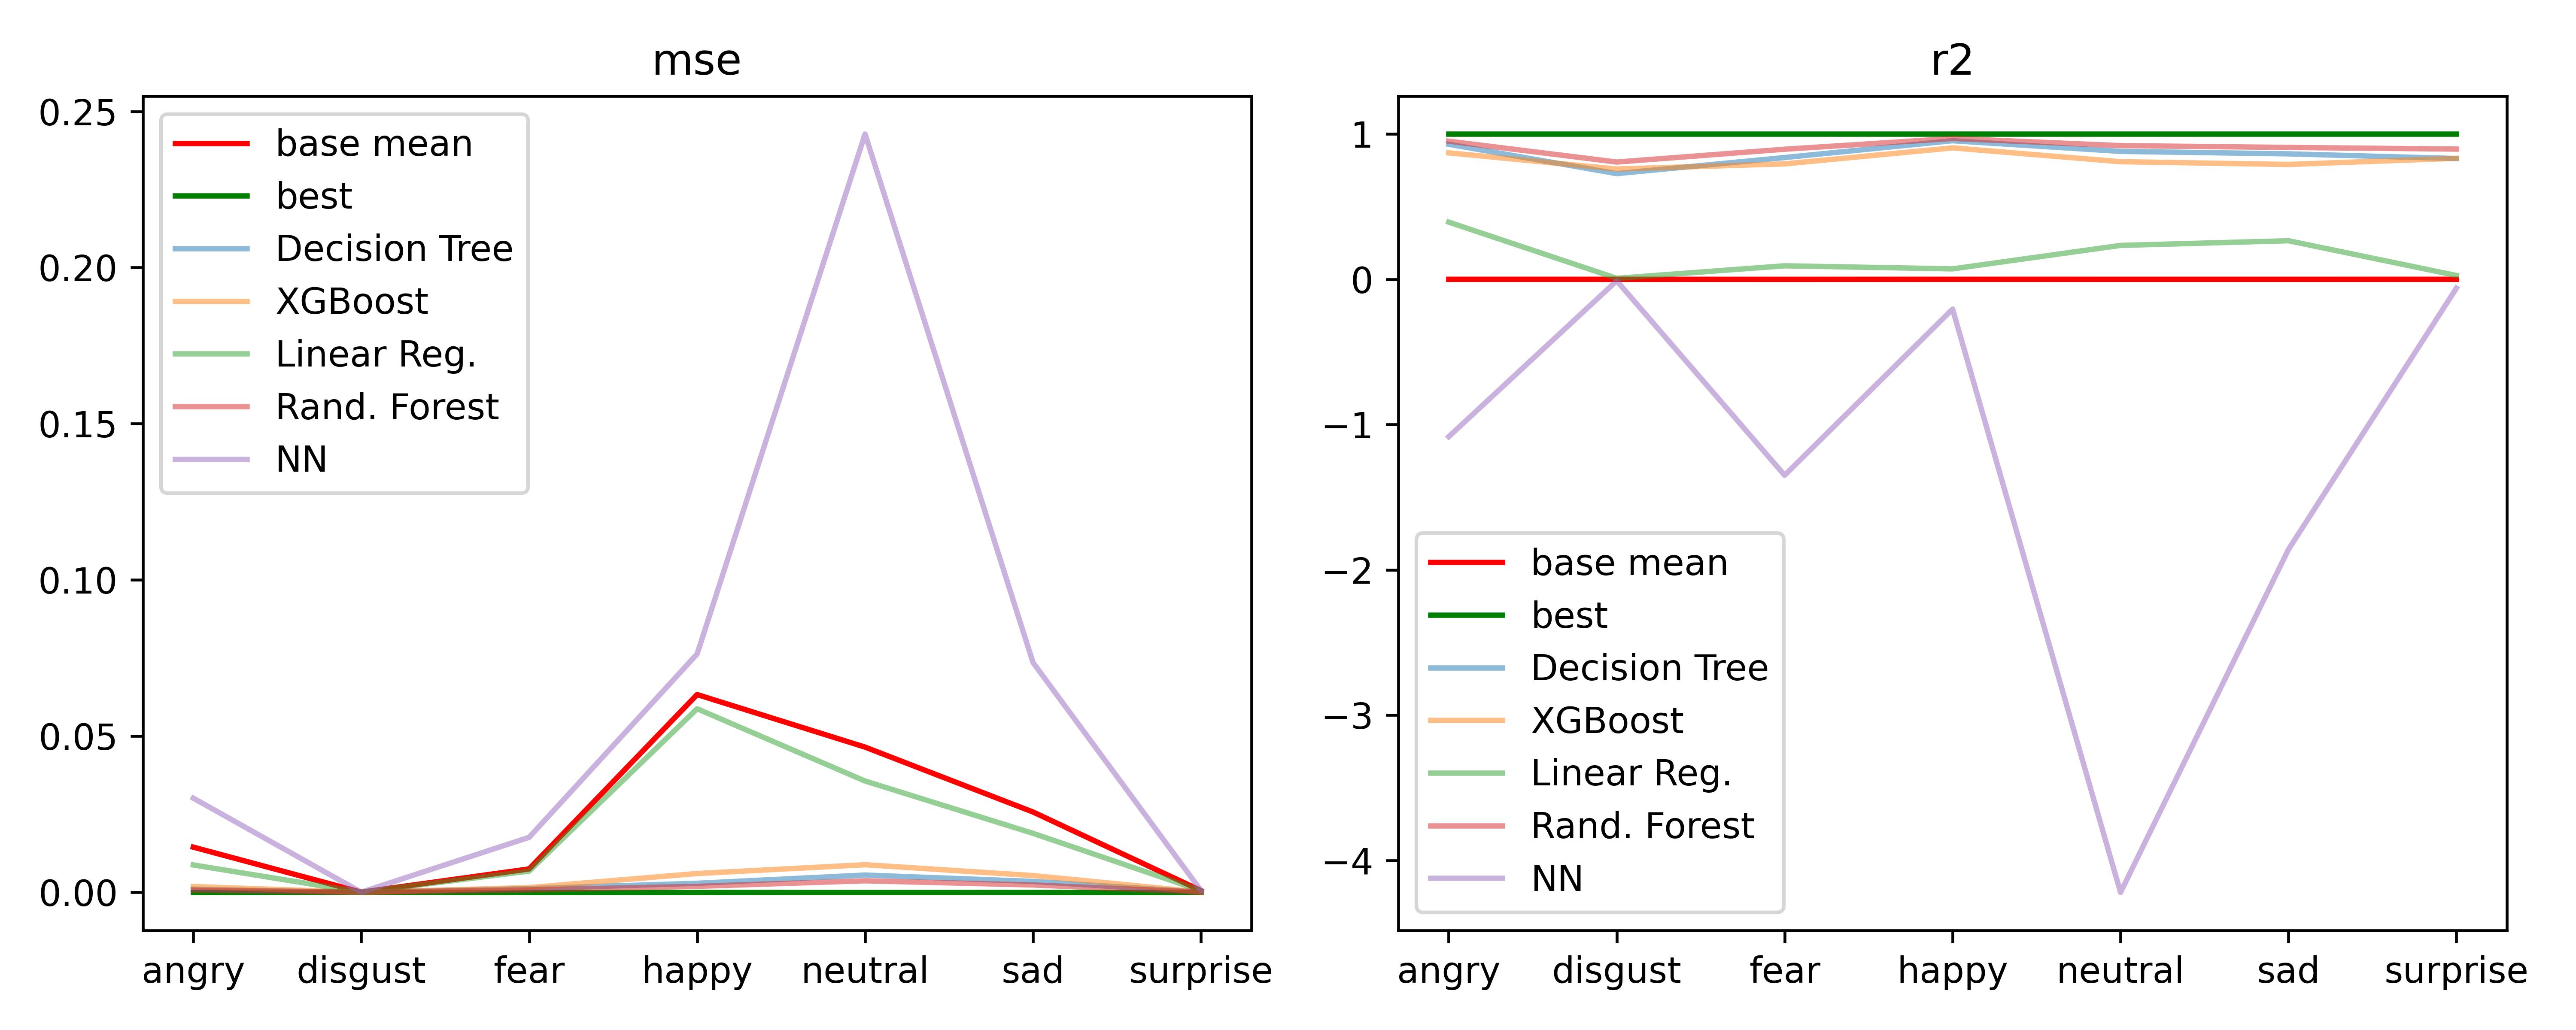 mse
0.25
0.20
0.15
0.10
0.05
0.00
base mean
best
Decision Tree
XGBoost
Linear Reg.
Rand. Forest
NN
angry disgust fear happy neutral sad surprise
r2
1
0
−1
−2
−3
−4
base mean
best
Decision Tree
XGBoost
Linear Reg.
Rand. Forest
NN
angry disgust fear happy neutral sad surprise